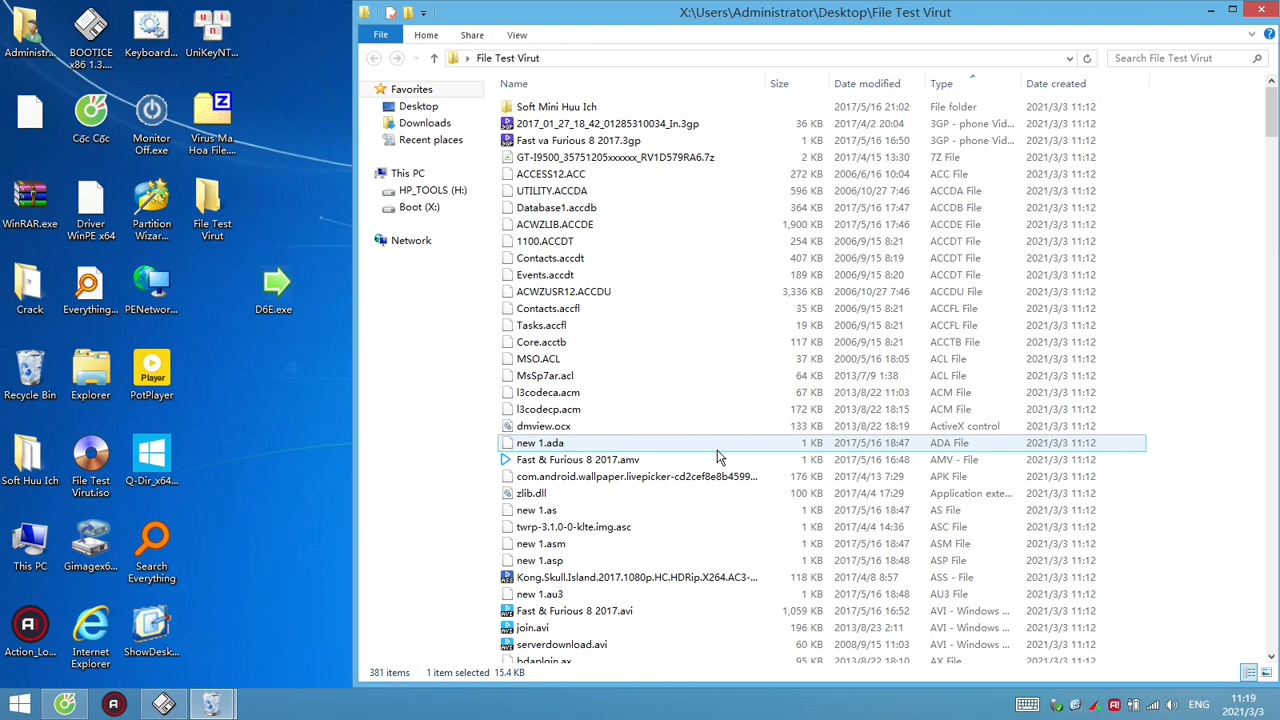 Administr...
BOOTICE x86 1.3....
Keyboard...
UniKeyNT...
Cốc Cốc
Monitor Off.exe
Virus Ma Hoa File....
WinRAR.exe
Driver WinPE x64
Partition Wizar...
File Test Virut
Crack
Everything...
PENetwor...
D6E.exe
Recycle Bin
Explorer
Player
PotPlayer
Soft Huu Ich
File Test Virut.iso
Q-Dir_x64...
This PC
Gimagex6...
Search Everything
Action_Lo...
Internet Explorer
ShowDesk...
X:\Users\Administrator\Desktop\File Test Virut
File Home Share View
File Test Virut
Search File Test Virut
Favorites
Desktop
Downloads
Recent places
This PC
HP_TOOLS (H:)
Boot (X:)
Network
Name Size Date modified Type Date created
Soft Mini Huu Ich 2017/5/16 21:02 File folder 2021/3/3 11:12
2017_01_27_18_42_01285310034_In.3gp 36 KB 2017/4/2 20:04 3GP - phone Vid... 2021/3/3 11:12
Fast va Furious 8 2017.3gp 1 KB 2017/5/16 16:50 3GP - phone Vid... 2021/3/3 11:12
GT-I9500_35751205xxxxxx_RV1D579RA6.7z 2 KB 2017/4/15 13:30 7Z File 2021/3/3 11:12
ACCESS12.ACC 272 KB 2006/6/16 10:04 ACC File 2021/3/3 11:12
UTILITY.ACCDA 596 KB 2006/10/27 7:46 ACCDA File 2021/3/3 11:12
Database1.accdb 364 KB 2017/5/16 17:47 ACCDB File 2021/3/3 11:12
ACWZLIB.ACCDE 1,900 KB 2006/10/27 7:46 ACCDE File 2021/3/3 11:12
1100.ACCDT 254 KB 2006/9/15 8:21 ACCDT File 2021/3/3 11:12
Contacts.accdt 407 KB 2006/9/15 8:19 ACCDT File 2021/3/3 11:12
Events.accdt 189 KB 2006/9/15 8:20 ACCDT File 2021/3/3 11:12
ACWZUSR12.ACCDU 3,336 KB 2006/10/27 7:46 ACCDU File 2021/3/3 11:12
Contacts.accfl 35 KB 2006/9/15 8:21 ACCFL File 2021/3/3 11:12
Tasks.accfl 19 KB 2006/9/15 8:21 ACCFL File 2021/3/3 11:12
Core.acctb 117 KB 2006/9/15 8:21 ACCTB File 2021/3/3 11:12
MSO.ACL 37 KB 2000/5/16 18:05 ACL File 2021/3/3 11:12
MsSp7ar.acl 64 KB 2013/7/9 1:38 ACL File 2021/3/3 11:12
l3codeca.acm 67 KB 2013/8/22 11:03 ACM File 2021/3/3 11:12
l3codecp.acm 172 KB 2013/8/22 18:15 ACM File 2021/3/3 11:12
dmview.ocx 133 KB 2013/8/22 18:19 ActiveX control 2021/3/3 11:12
new 1.ada 1 KB 2017/5/16 18:47 ADA File 2021/3/3 11:12
Fast & Furious 8 2017.amv 1 KB 2017/5/16 16:48 AMV - File 2021/3/3 11:12
com.android.wallpaper.livepicker-cd2cef8e8b4599... 176 KB 2017/4/13 7:29 APK File 2021/3/3 11:12
zlib.dll 100 KB 2017/4/4 17:29 Application exte... 2021/3/3 11:12
new 1.as 1 KB 2017/5/16 18:47 AS File 2021/3/3 11:12
twrp-3.1.0-0-klte.img.asc 1 KB 2017/4/4 14:36 ASC File 2021/3/3 11:12
new 1.asm 1 KB 2017/5/16 18:47 ASM File 2021/3/3 11:12
new 1.asp 1 KB 2017/5/16 18:48 ASP File 2021/3/3 11:12
Kong.Skull.Island.2017.1080p.HC.HDRip.X264.AC3-... 118 KB 2017/4/8 8:57 ASS - File 2021/3/3 11:12
new 1.au3 1 KB 2017/5/16 18:48 AU3 File 2021/3/3 11:12
Fast & Furious 8 2017.avi 1,059 KB 2017/5/16 16:52 AVI - Windows ... 2021/3/3 11:12
join.avi 196 KB 2013/8/23 2:11 AVI - Windows ... 2021/3/3 11:12
serverdownload.avi 644 KB 2008/9/15 11:03 AVI - Windows ... 2021/3/3 11:12
bdaplgin.ax 95 KB 2013/8/22 18:10 AX File 2021/3/3 11:12
381 items 1 item selected 15.4 KB
ENG
11:19
2021/3/3